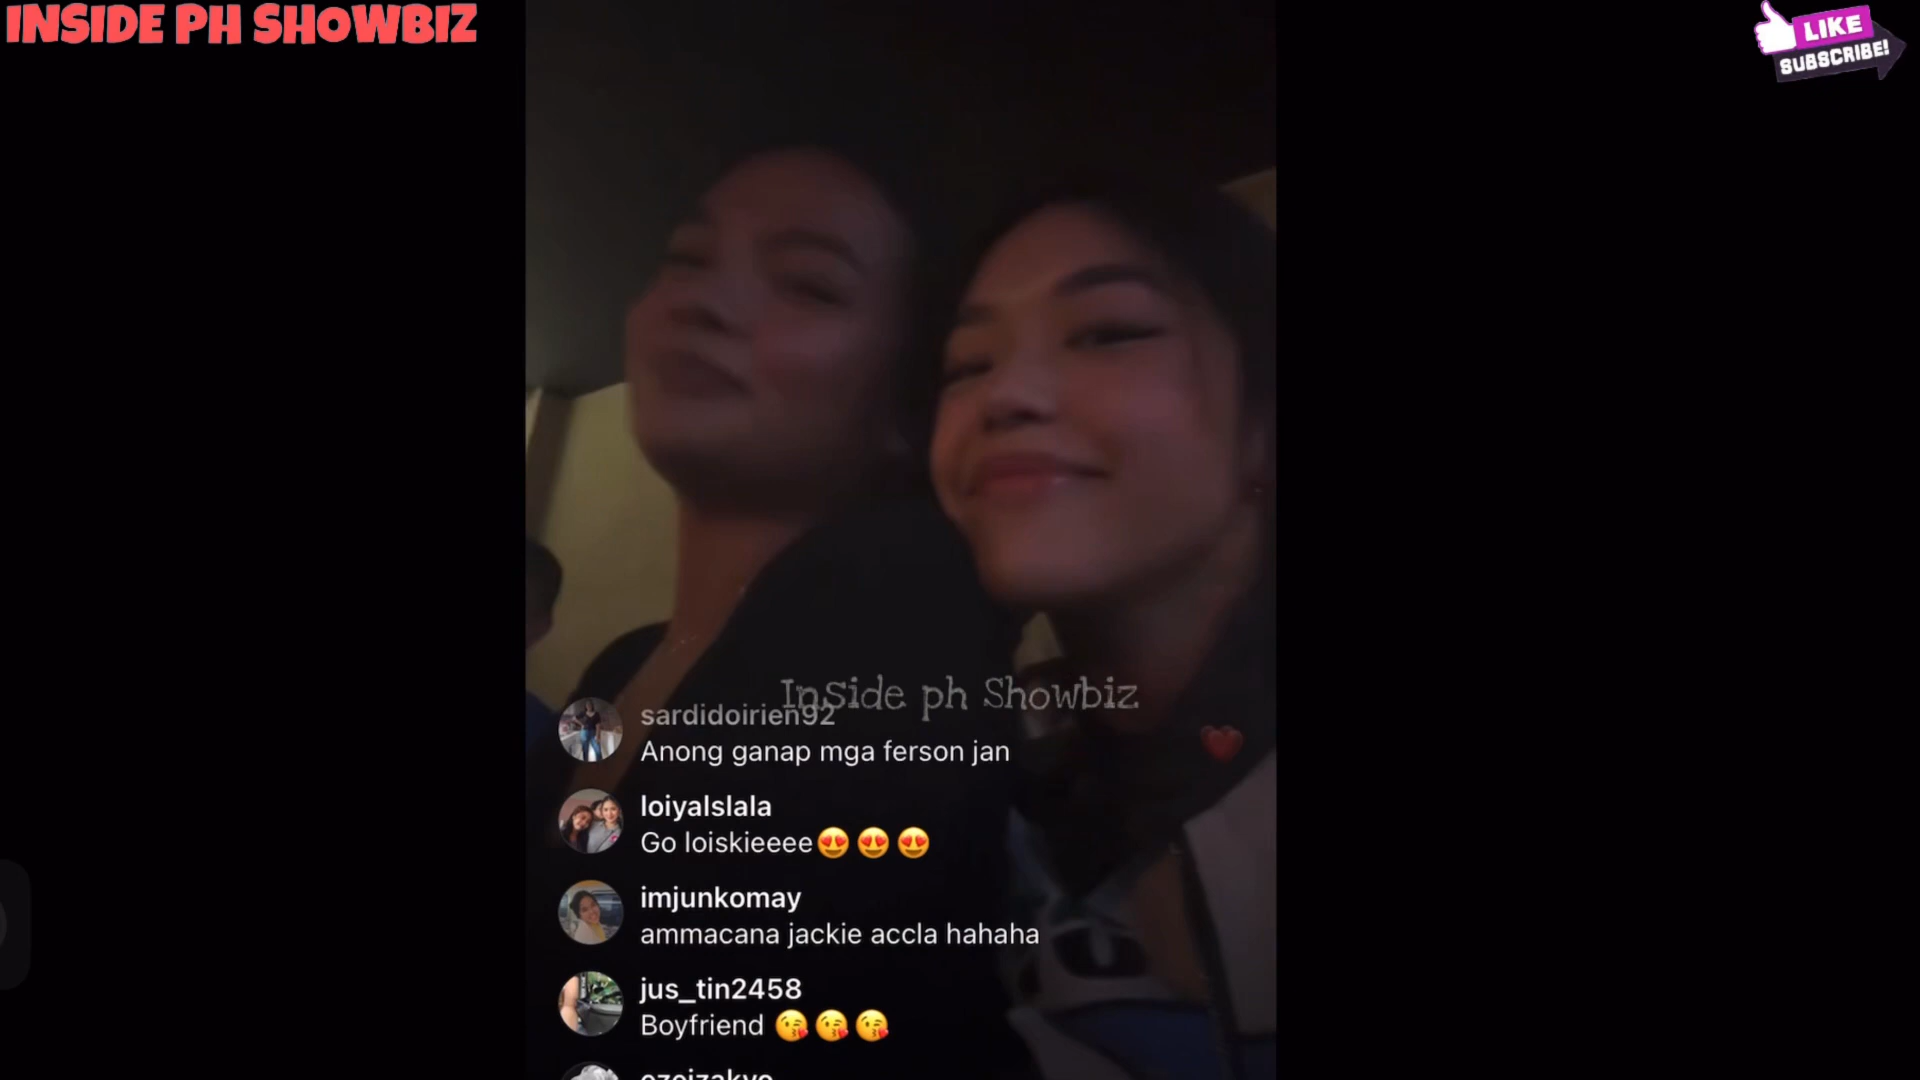 INSIDE PH SHOWBIZ
LIKE
SUBSCRIBE!
Inside ph Showbiz
sardidoirien92
Anong ganap mga ferson jan
loiyalslala
Go loiskieeee😍😍😍
imjunkomay
ammacana jackie accla hahaha
jus_tin2458
Boyfriend 😘😘😘